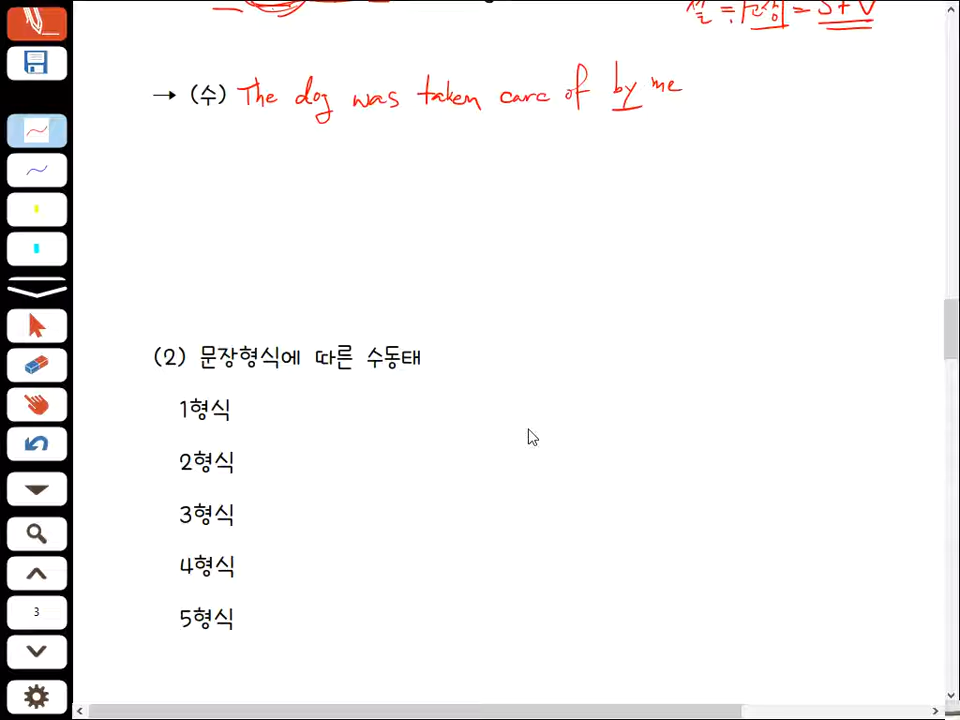 = S+V
→ (수) The dog was taken care of by me
(2) 문장형식에 따른 수동태
1형식
2형식
3형식
4형식
5형식
3